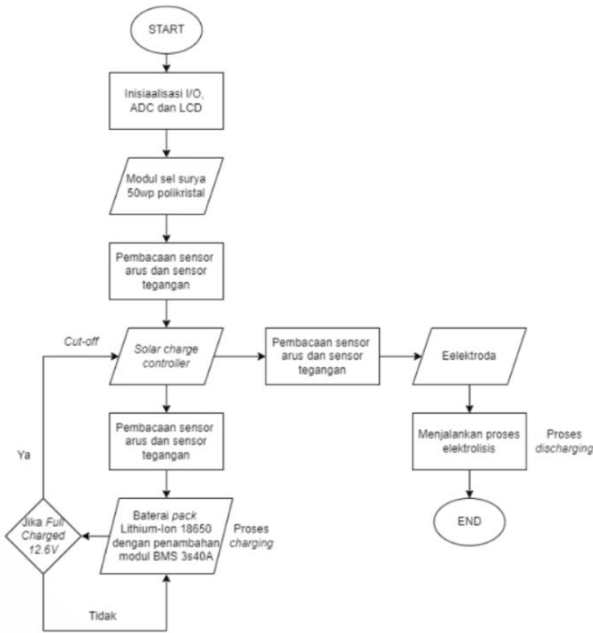 START
Inisiaalisasi I/O,
ADC dan LCD
Modul sel surya
50wp polikristal
Pembacaan sensor
arus dan sensor
tegangan
Cut-off
Solar charge
controller
Pembacaan sensor
arus dan sensor
tegangan
Eelektroda
Pembacaan sensor
arus dan sensor
tegangan
Menjalankan proses
elektrolisis
Proses
discharging
Ya
END
Jika Full
Charged
12.6V
Baterai pack
Lithium-Ion 18650
dengan penambahan
modul BMS 3s40A
Proses
charging
Tidak